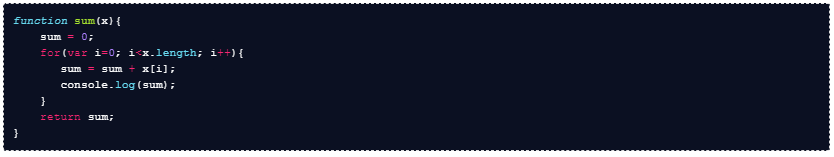 function sum(x){
    sum = 0;
    for(var i=0; i<x.length; i++){
       sum = sum + x[i];
       console.log(sum);
    }
    return sum;
}